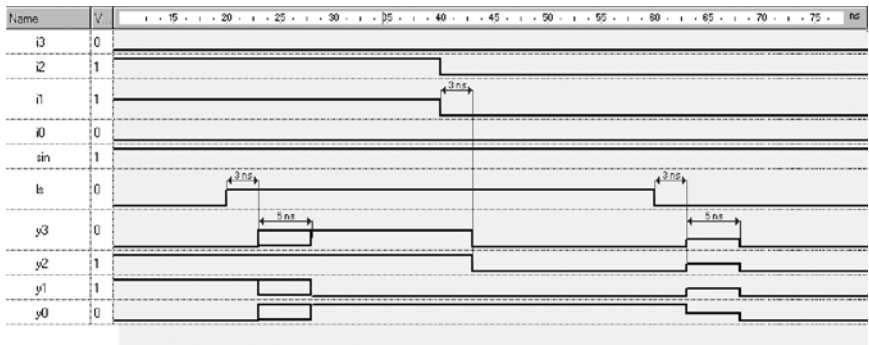 Name V... 15 20 25 30 35 40 45 50 55 60 65 70 75 ns
i3 0
i2 1
i1 1
3 ns
i0 0
sin 1
ls 0
3 ns 3 ns
y3 0
5 ns 5 ns
y2 1
y1 1
y0 0